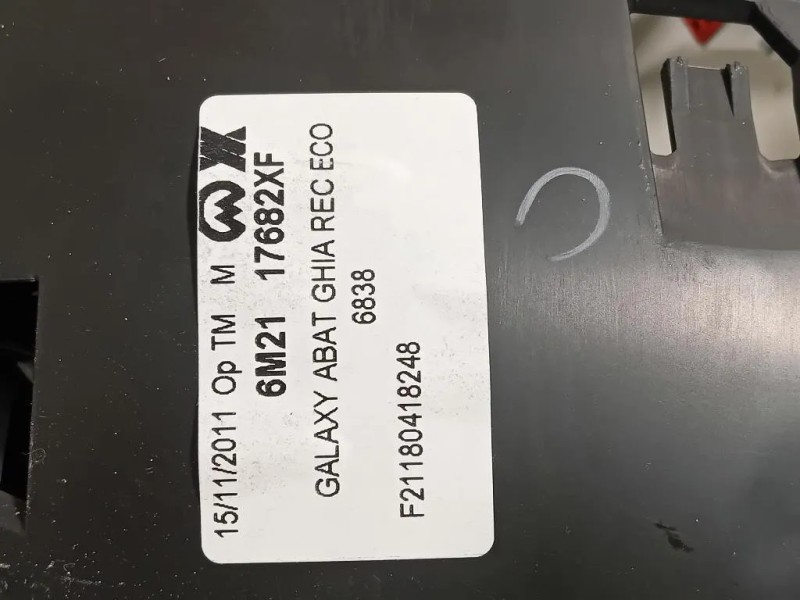 15/11/2011 Op TM M
6M21 17682XF
GALAXY ABAT GHIA REC ECO
6838
F21180418248